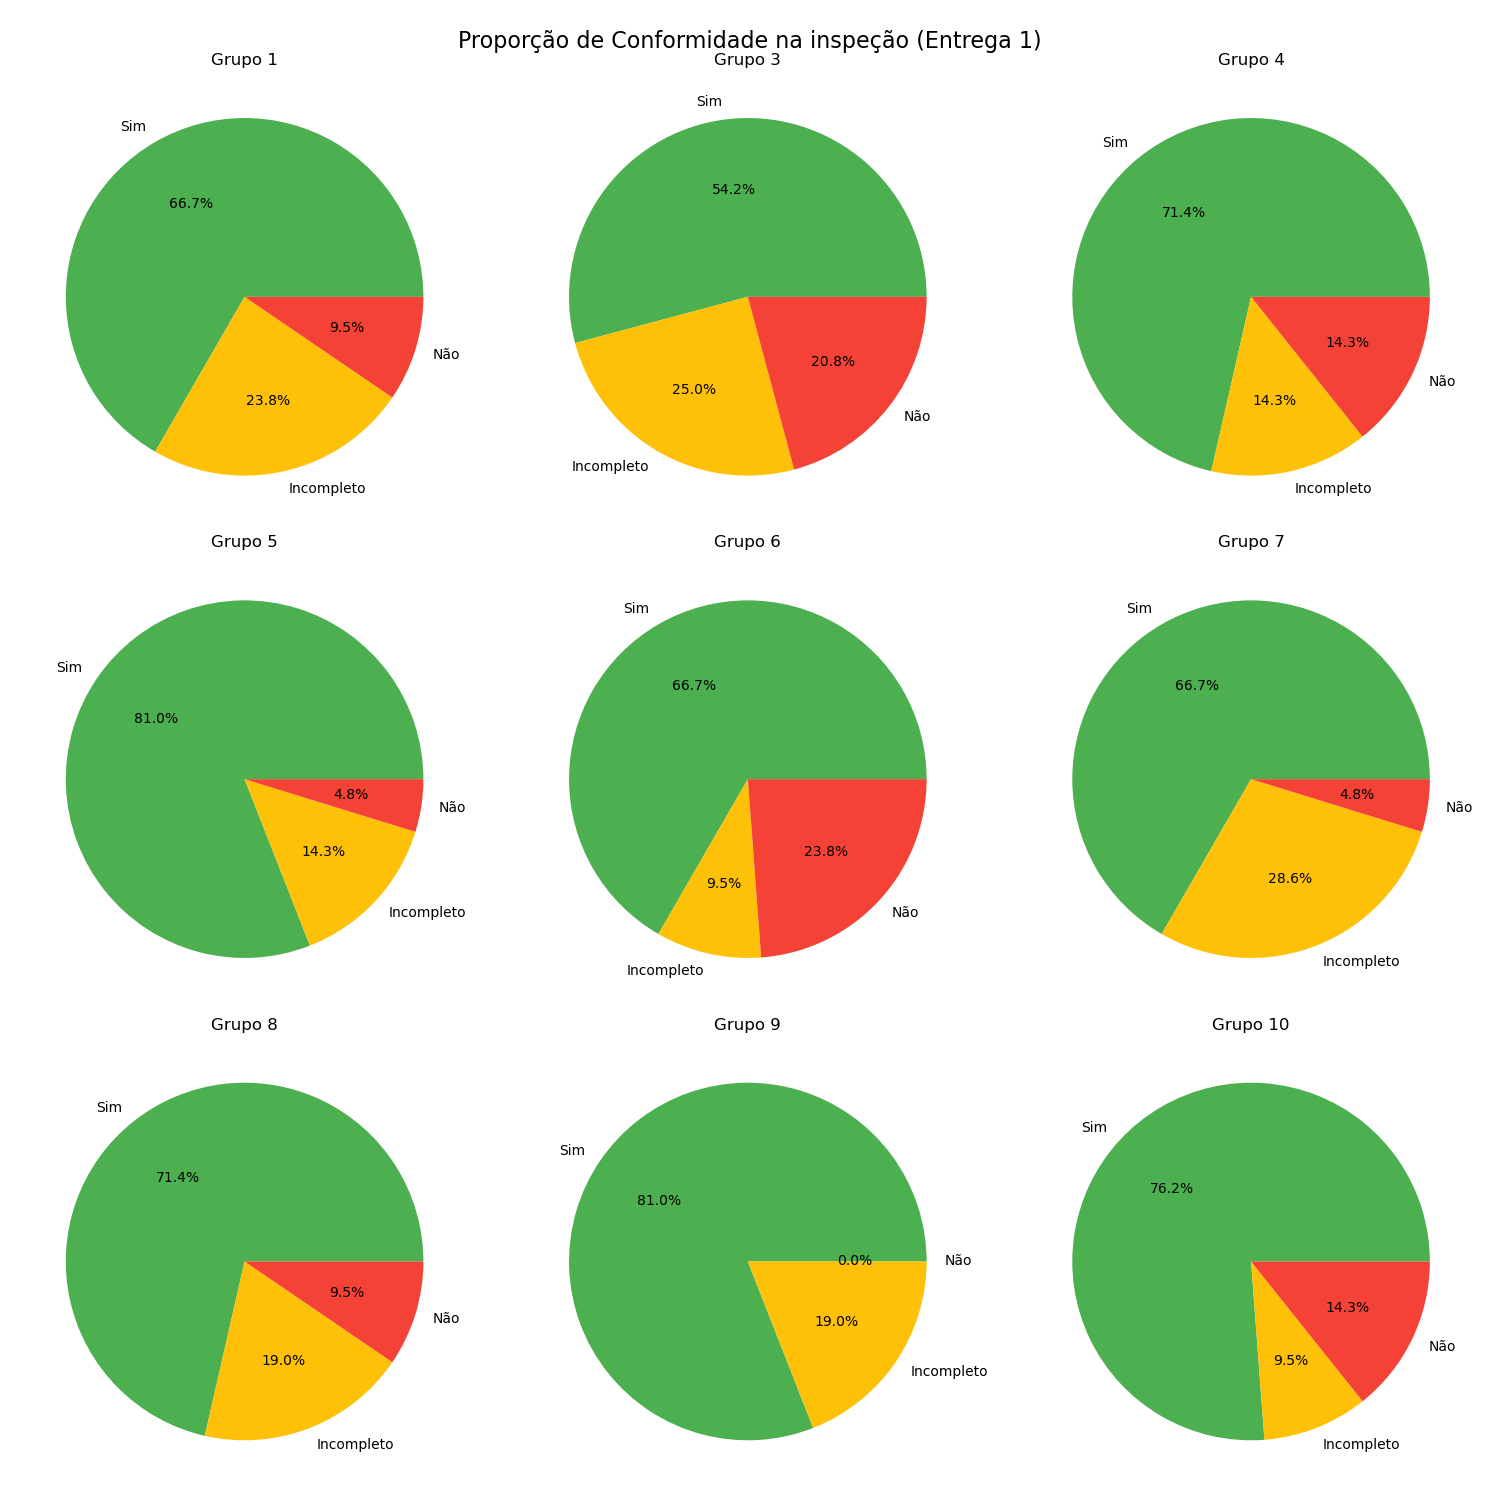 Proporção de Conformidade na inspeção (Entrega 1)
Grupo 1
Sim
66.7%
9.5%
Não
23.8%
Incompleto
Grupo 3
Sim
54.2%
20.8%
25.0%
Não
Incompleto
Grupo 4
Sim
71.4%
14.3%
Não
14.3%
Incompleto
Grupo 5
Sim
81.0%
4.8%
Não
14.3%
Incompleto
Grupo 6
Sim
66.7%
23.8%
9.5%
Não
Incompleto
Grupo 7
Sim
66.7%
4.8%
Não
28.6%
Incompleto
Grupo 8
Sim
71.4%
9.5%
Não
19.0%
Incompleto
Grupo 9
Sim
81.0%
0.0%
Não
19.0%
Incompleto
Grupo 10
Sim
76.2%
14.3%
Não
9.5%
Incompleto